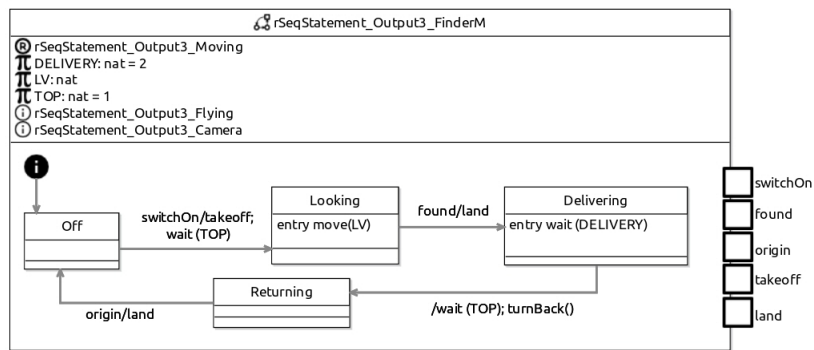 rSeqStatement_Output3_FinderM
R rSeqStatement_Output3_Moving
π DELIVERY: nat = 2
π LV: nat
π TOP: nat = 1
i rSeqStatement_Output3_Flying
i rSeqStatement_Output3_Camera
i
Off
switchOn/takeoff;
wait (TOP)
Looking
entry move(LV)
found/land
Delivering
entry wait (DELIVERY)
Returning
origin/land
/wait (TOP); turnBack()
switchOn
found
origin
takeoff
land